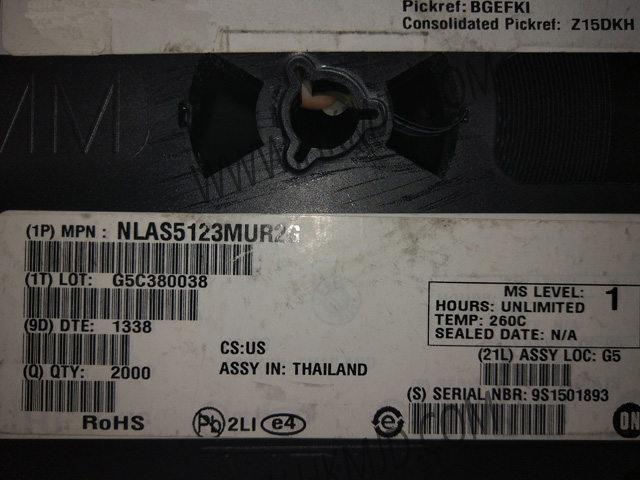 Pickref: BGEFKI
Consolidated Pickref: Z15DKH
(1P) MPN : NLAS5123MUR2G
(1T) LOT: G5C380038
(9D) DTE: 1338
(Q) QTY: 2000
CS:US
ASSY IN: THAILAND
MS LEVEL: 1
HOURS: UNLIMITED
TEMP: 260C
SEALED DATE: N/A
(21L) ASSY LOC: G5
(S) SERIAL NBR: 9S1501893
RoHS Pb 2LI e4 e ON